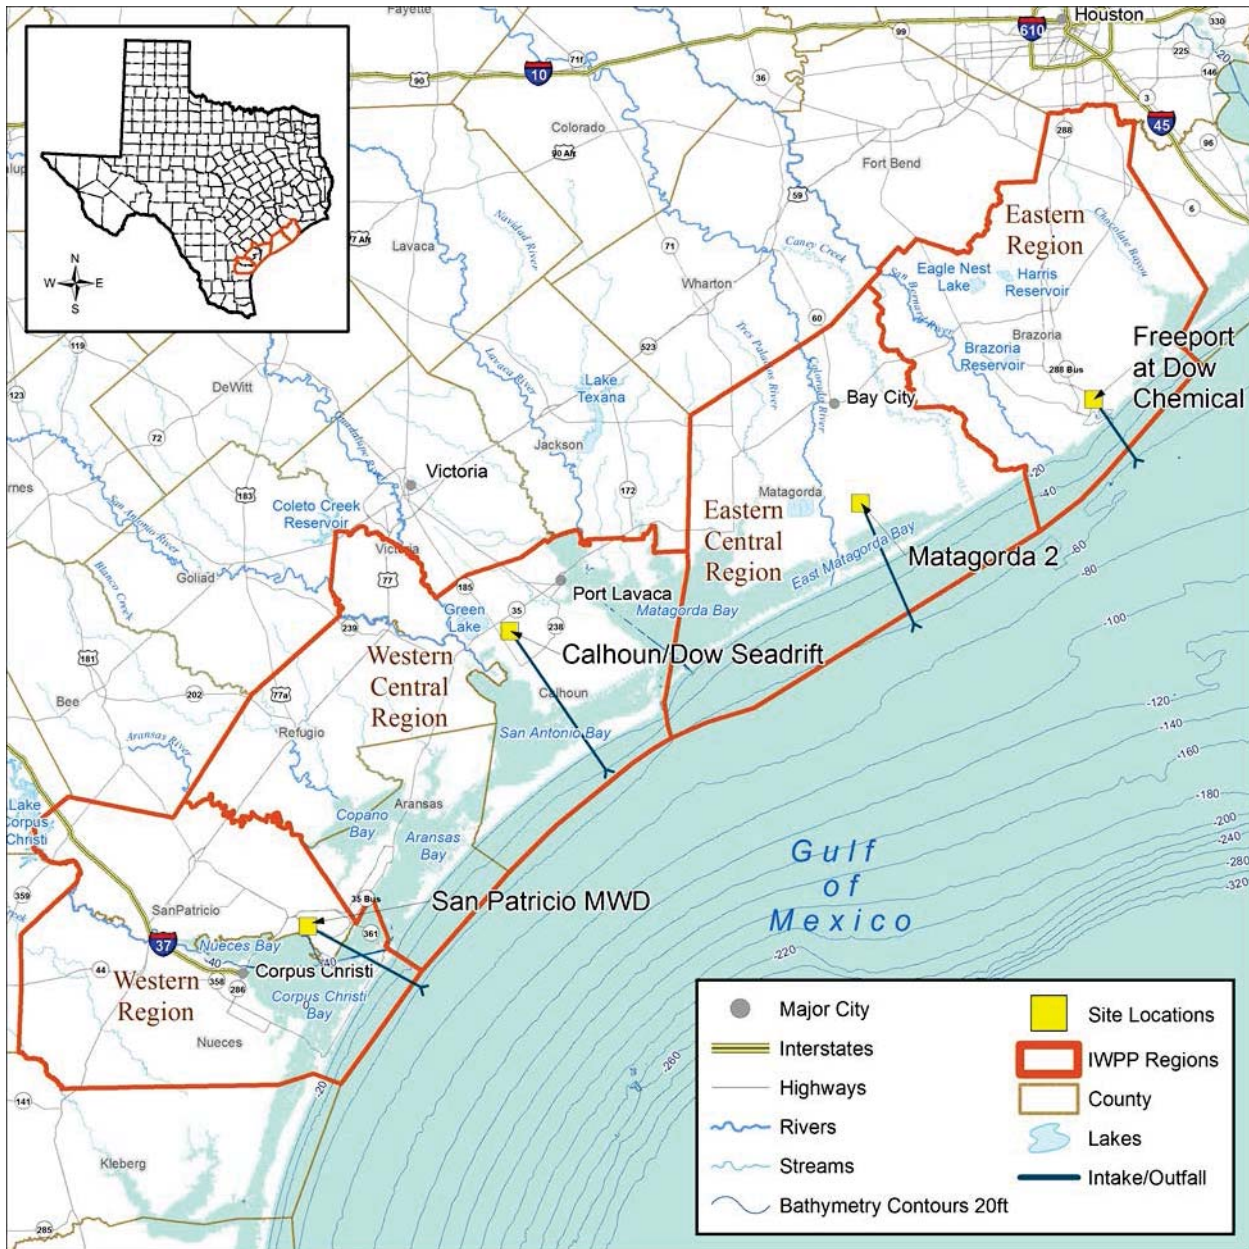 Fayette
Houston
330
610
99
225
10
71f
90
36
146
3
Colorado
90 Alt
288
45
96
Fort Bend
59
Navidad River
6
Eastern
Region
Chocolate Bayou
77 Alt
Lavaca
71
Caney Creek
San Bernard River
Eagle Nest
Lake
Harris
Reservoir
Wharton
N
W
E
S
60
Tres Palacios River
Colorado River
Brazoria
Freeport
at Dow
Chemical
119
523
Lavaca River
Brazoria
Reservoir
288 Bus
DeWitt
123
Lake
Texana
Bay City
Guadalupe River
72
Jackson
Victoria
-20
-40
183
172
Matagorda
San Antonio River
Coleto Creek
Reservoir
Eastern
Central
Region
East Matagorda Bay
Matagorda 2
-60
-80
Victoria
Goliad
77
Blanco Creek
185
Port Lavaca
Green
Lake
35
238
Matagorda Bay
-100
239
181
Western
Central
Region
Calhoun/Dow Seadrift
202
77a
Bee
Calhoun
-120
Aransas River
Refugio
San Antonio Bay
-140
-160
Lake
Corpus
Christi
Copano
Bay
Aransas
Aransas
Bay
-180
-200
-240
-280
-320
Gulf
of
Mexico
359
SanPatricio
35 Bus
San Patricio MWD
361
37
Nueces Bay
-40
-40
-220
44
358
286
Corpus Christi
Western
Region
Corpus Christi
Bay
0
Nueces
-20
-260
141
Kleberg
285
Major City
Interstates
Highways
Rivers
Streams
Bathymetry Contours 20ft
Site Locations
IWPP Regions
County
Lakes
Intake/Outfall